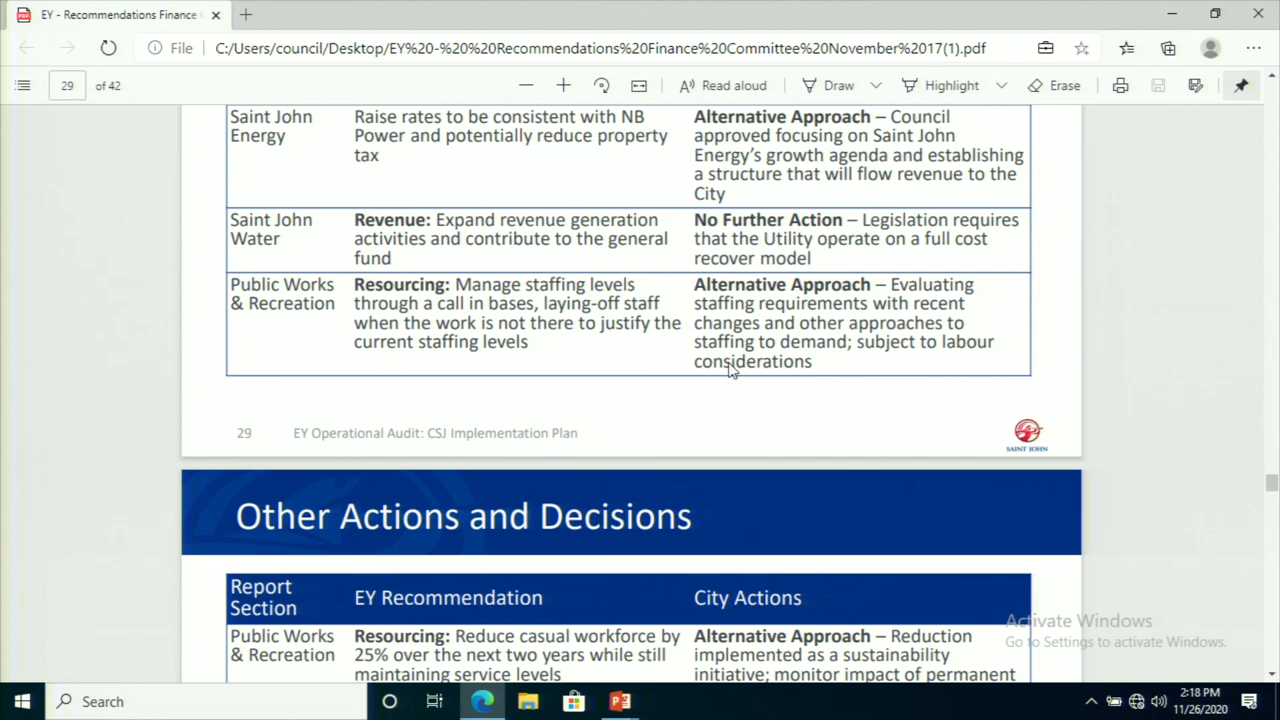 EY - Recommendations Finance
File
C:/Users/council/Desktop/EY%20-%20%20Recommendations%20Finance%20Committee%20November%2017(1).pdf
29 of 42
Read aloud
Draw
Highlight
Erase
Saint John Energy
Raise rates to be consistent with NB
Power and potentially reduce property
tax
Alternative Approach – Council
approved focusing on Saint John
Energy's growth agenda and establishing
a structure that will flow revenue to the
City
Saint John
Water
Revenue: Expand revenue generation
activities and contribute to the general
fund
No Further Action – Legislation requires
that the Utility operate on a full cost
recover model
Public Works
& Recreation
Resourcing: Manage staffing levels
through a call in bases, laying-off staff
when the work is not there to justify the
current staffing levels
Alternative Approach – Evaluating
staffing requirements with recent
changes and other approaches to
staffing to demand; subject to labour
considerations
29 EY Operational Audit: CSJ Implementation Plan
SAINT JOHN
Other Actions and Decisions
Report
Section
EY Recommendation
City Actions
Public Works
& Recreation
Resourcing: Reduce casual workforce by
25% over the next two years while still
maintaining service levels
Alternative Approach – Reduction
implemented as a sustainability
initiative; monitor impact of permanent
Activate Windows
Go to Settings to activate Windows.
Search
2:18 PM
11/26/2020